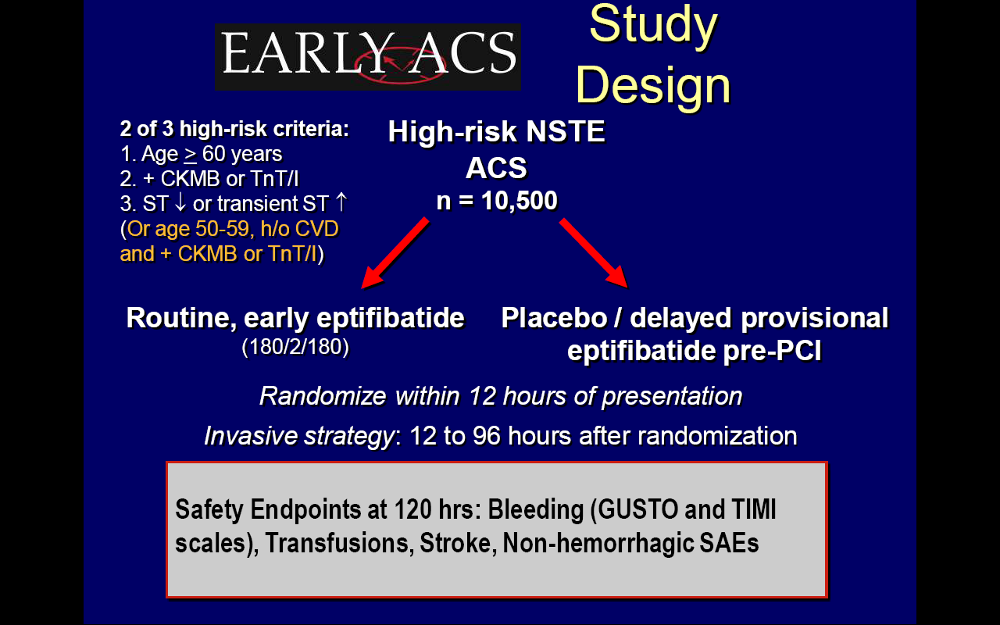 EARLY ACS
Study
Design
2 of 3 high-risk criteria:
1. Age ≥ 60 years
2. + CKMB or TnT/I
3. ST ↓ or transient ST ↑
(Or age 50-59, h/o CVD
and + CKMB or TnT/I)
High-risk NSTE
ACS
n = 10,500
Routine, early eptifibatide
(180/2/180)
Placebo / delayed provisional
eptifibatide pre-PCI
Randomize within 12 hours of presentation
Invasive strategy: 12 to 96 hours after randomization
Safety Endpoints at 120 hrs: Bleeding (GUSTO and TIMI
scales), Transfusions, Stroke, Non-hemorrhagic SAEs